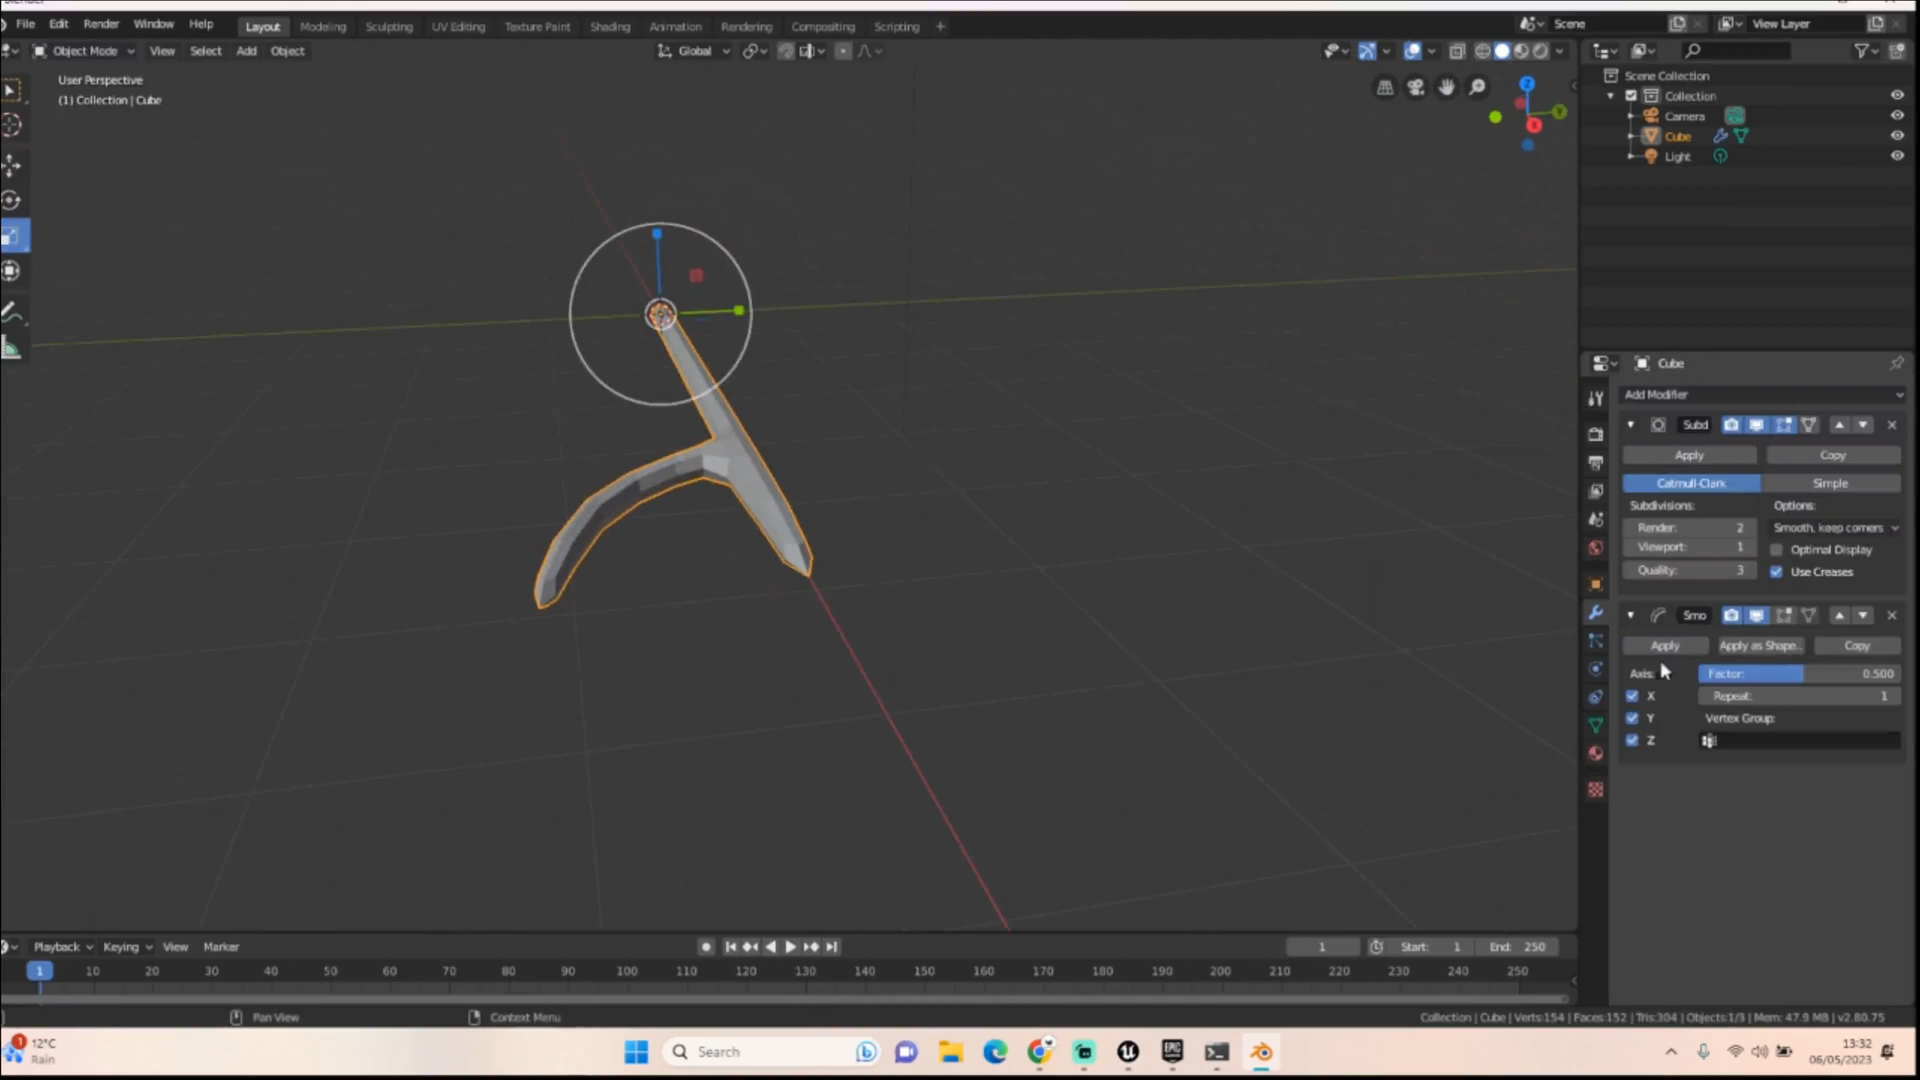 File Edit Render Window Help Layout Modeling Sculpting UV Editing Texture Paint Shading Animation Rendering Compositing Scripting + Scene View Layer
Object Mode View Select Add Object Global
User Perspective
(1) Collection | Cube
Scene Collection
Collection
Camera
Cube
Light
Z
X
Y
Cube
Add Modifier
Subd
Apply Copy
Catmull-Clark Simple
Subdivisions: Options:
Render: 2 Smooth, keep corners
Viewport: 1 Optimal Display
Quality: 3 Use Creases
Smo
Apply Apply as Shape.. Copy
Axis: Factor: 0.500
X Repeat: 1
Y Vertex Group:
Z
Playback Keying View Marker 1 Start: 1 End: 250
1 10 20 30 40 50 60 70 80 90 100 110 120 130 140 150 160 170 180 190 200 210 220 230 240 250
Pan View Context Menu Collection | Cube | Verts:154 | Faces:152 | Tris:304 | Objects:1/3 | Mem: 47.9 MB | v2.80.75
1 12°C
Rain
Search
EPIC
13:32
06/05/2023